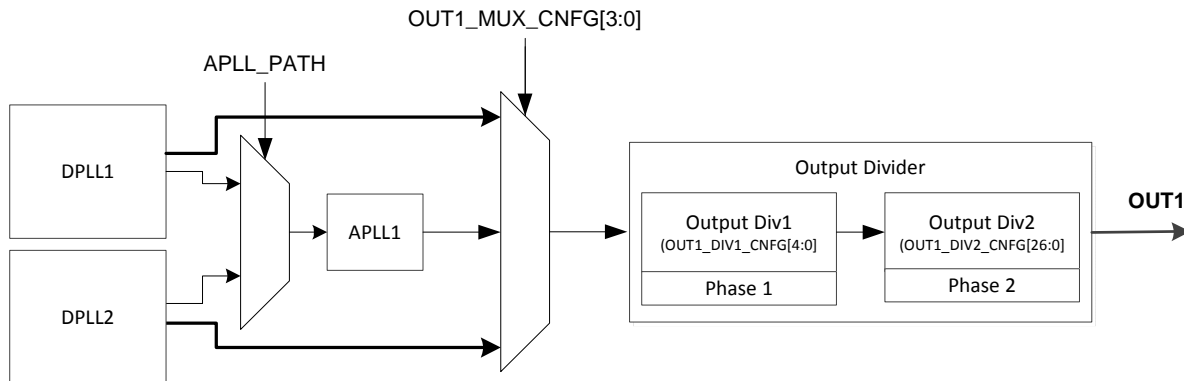 OUT1_MUX_CNFG[3:0]
APLL_PATH
DPLL1
DPLL2
APLL1
Output Divider
Output Div1
(OUT1_DIV1_CNFG[4:0])
Phase 1
Output Div2
(OUT1_DIV2_CNFG[26:0])
Phase 2
OUT1